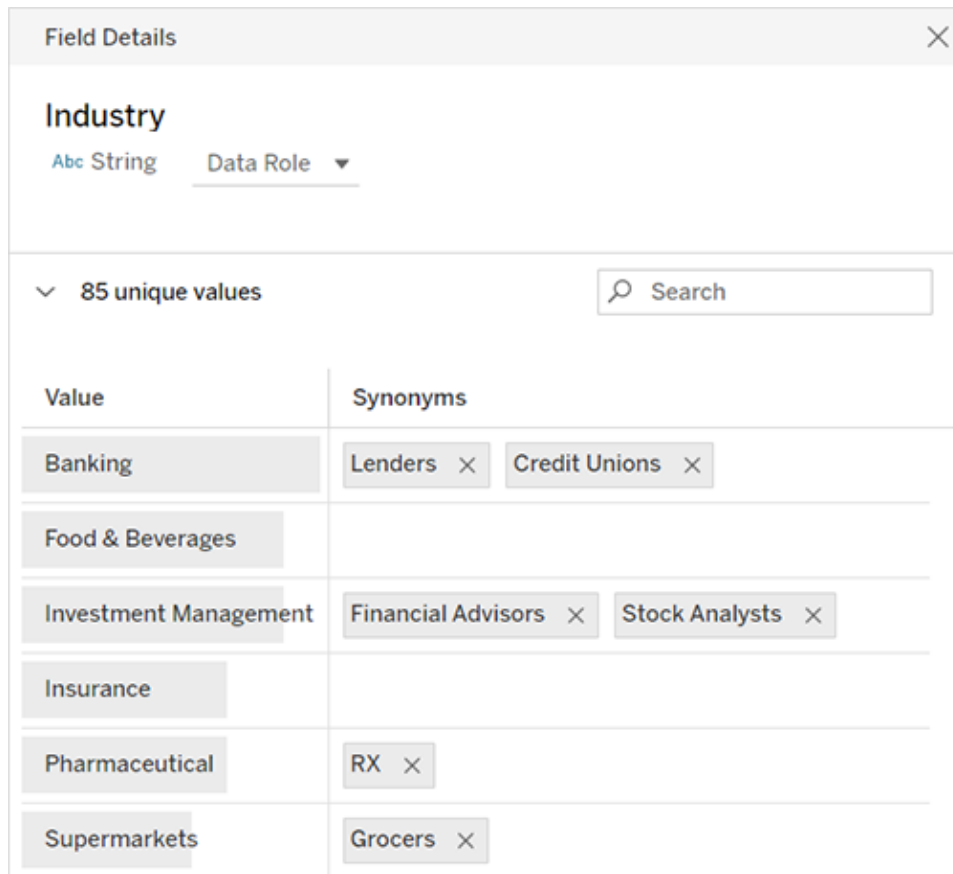 Field Details
Industry
Abc String Data Role
85 unique values Search
Value Synonyms
Banking Lenders Credit Unions
Food & Beverages
Investment Management Financial Advisors Stock Analysts
Insurance
Pharmaceutical RX
Supermarkets Grocers